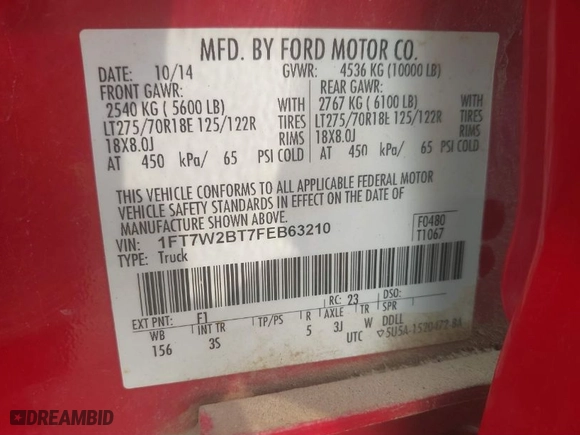 MFD. BY FORD MOTOR CO.
DATE: 10/14 GVWR: 4536 KG (10000 LB)
FRONT GAWR: REAR GAWR:
2540 KG (5600 LB) WITH 2767 KG (6100 LB) WITH
LT275/70R18E 125/122R TIRES LT275/70R18E 125/122R TIRES
18X8.0J RIMS 18X8.0J RIMS
AT 450 kPa/ 65 PSI COLD AT 450 kPa/ 65 PSI COLD
THIS VEHICLE CONFORMS TO ALL APPLICABLE FEDERAL MOTOR
VEHICLE SAFETY STANDARDS IN EFFECT ON THE DATE OF
MANUFACTURE SHOWN ABOVE.
VIN: 1FT7W2BT7FEB63210 F0480
TYPE: Truck T1067
EXT PNT: F1 RC: 23 DSO:
WB INT TR TP/PS R AXLE TR SPR
156 3S 5 3J W DDLL
UTC ▽5U5A-1520472-BA
DREAMBID